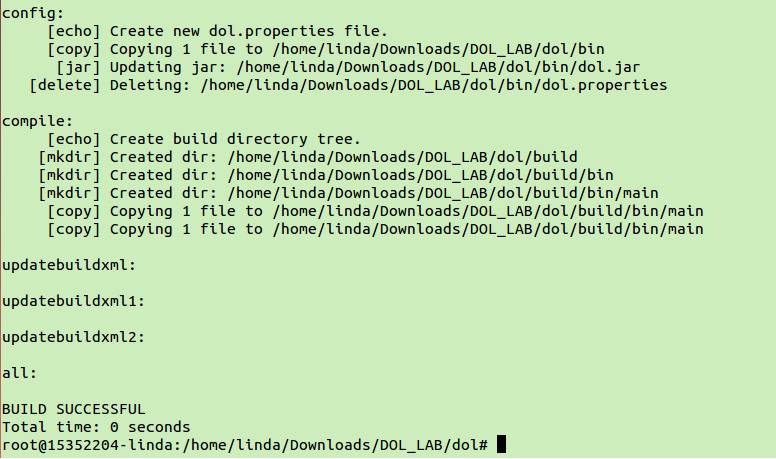 config:
     [echo] Create new dol.properties file.
     [copy] Copying 1 file to /home/linda/Downloads/DOL_LAB/dol/bin
      [jar] Updating jar: /home/linda/Downloads/DOL_LAB/dol/bin/dol.jar
   [delete] Deleting: /home/linda/Downloads/DOL_LAB/dol/bin/dol.properties
compile:
     [echo] Create build directory tree.
    [mkdir] Created dir: /home/linda/Downloads/DOL_LAB/dol/build
    [mkdir] Created dir: /home/linda/Downloads/DOL_LAB/dol/build/bin
    [mkdir] Created dir: /home/linda/Downloads/DOL_LAB/dol/build/bin/main
     [copy] Copying 1 file to /home/linda/Downloads/DOL_LAB/dol/build/bin/main
     [copy] Copying 1 file to /home/linda/Downloads/DOL_LAB/dol/build/bin/main
updatebuildxml:
updatebuildxml1:
updatebuildxml2:
all:
BUILD SUCCESSFUL
Total time: 0 seconds
root@15352204-linda:/home/linda/Downloads/DOL_LAB/dol#